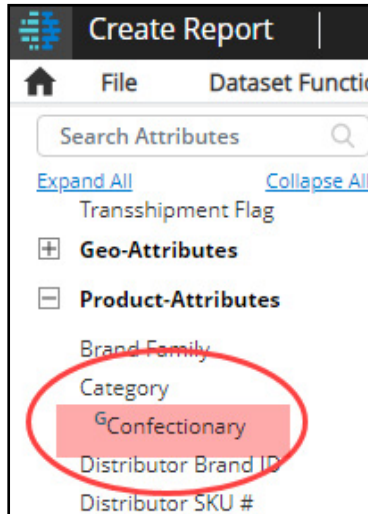 Create Report
File Dataset Functio
Search Attributes
Expand All Collapse All
Transshipment Flag
Geo-Attributes
Product-Attributes
Brand Family
Category
GConfectionary
Distributor Brand ID
Distributor SKU #